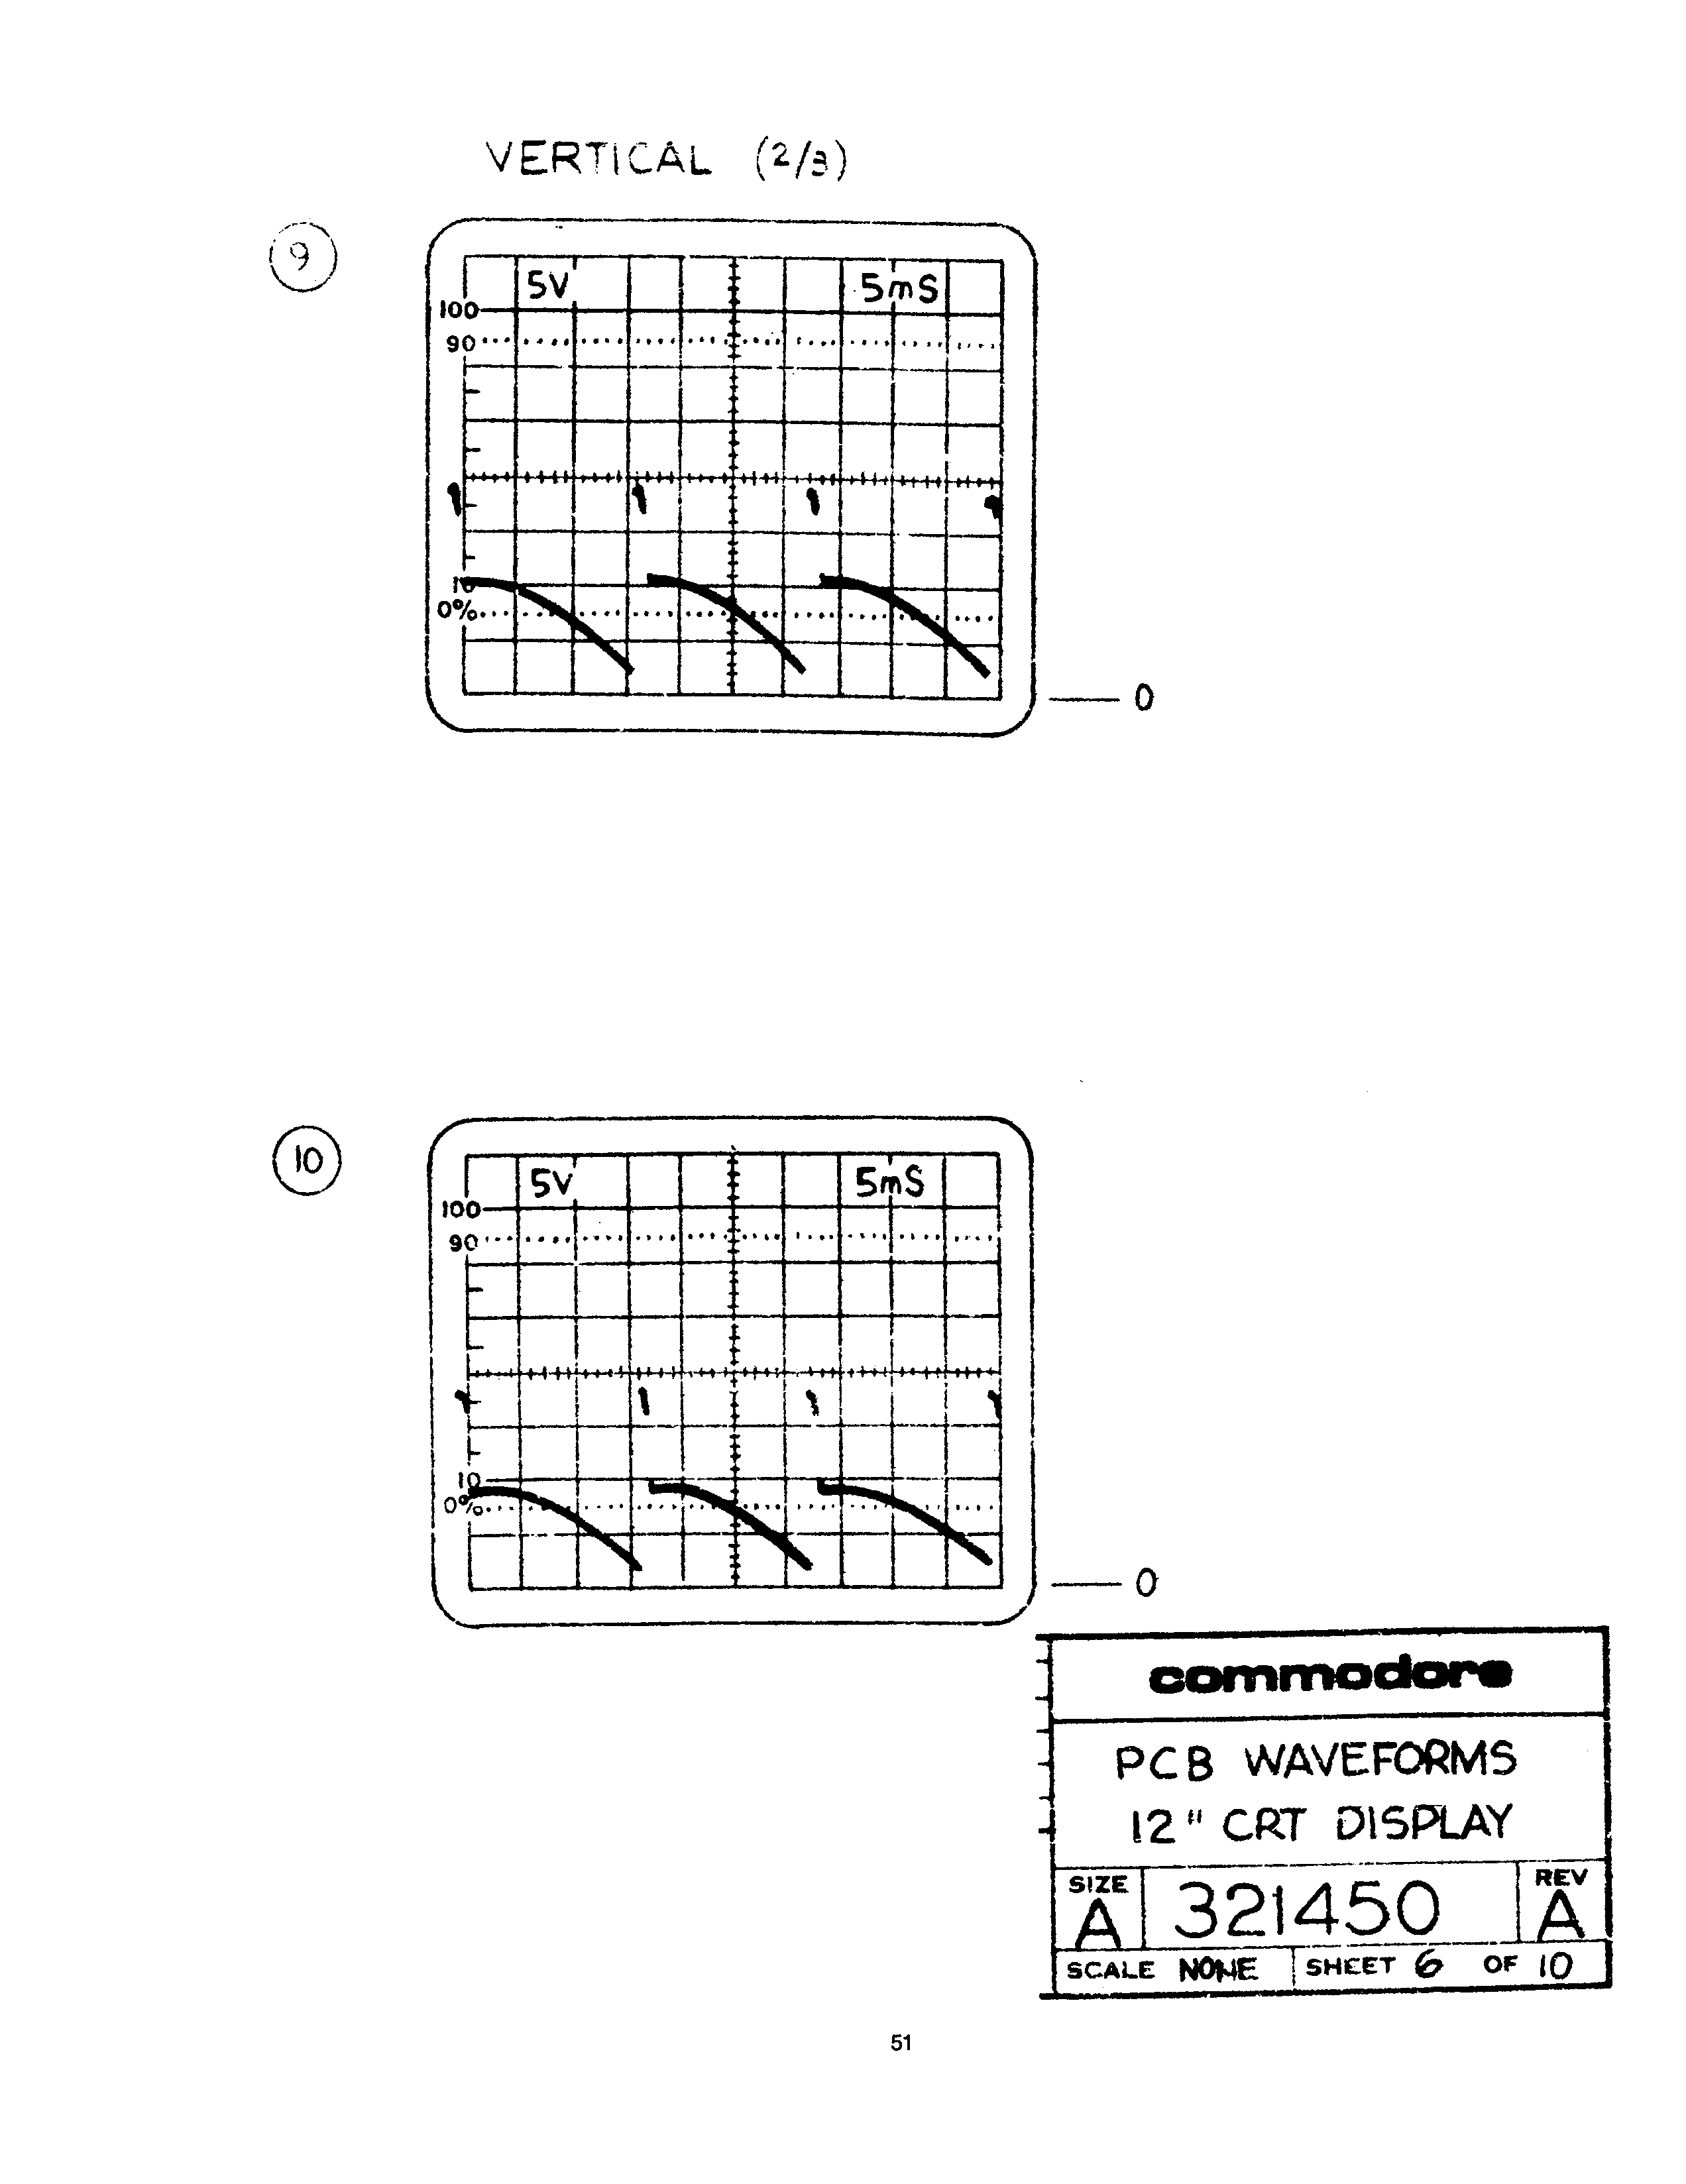 VERTICAL (2/3)
9
5V 5mS
100
90
10
0%
0
10
5V 5mS
100
90
10
0%
0
commodore
PCB WAVEFORMS
12" CRT DISPLAY
SIZE A 321450 REV A
SCALE NONE SHEET 6 OF 10
51